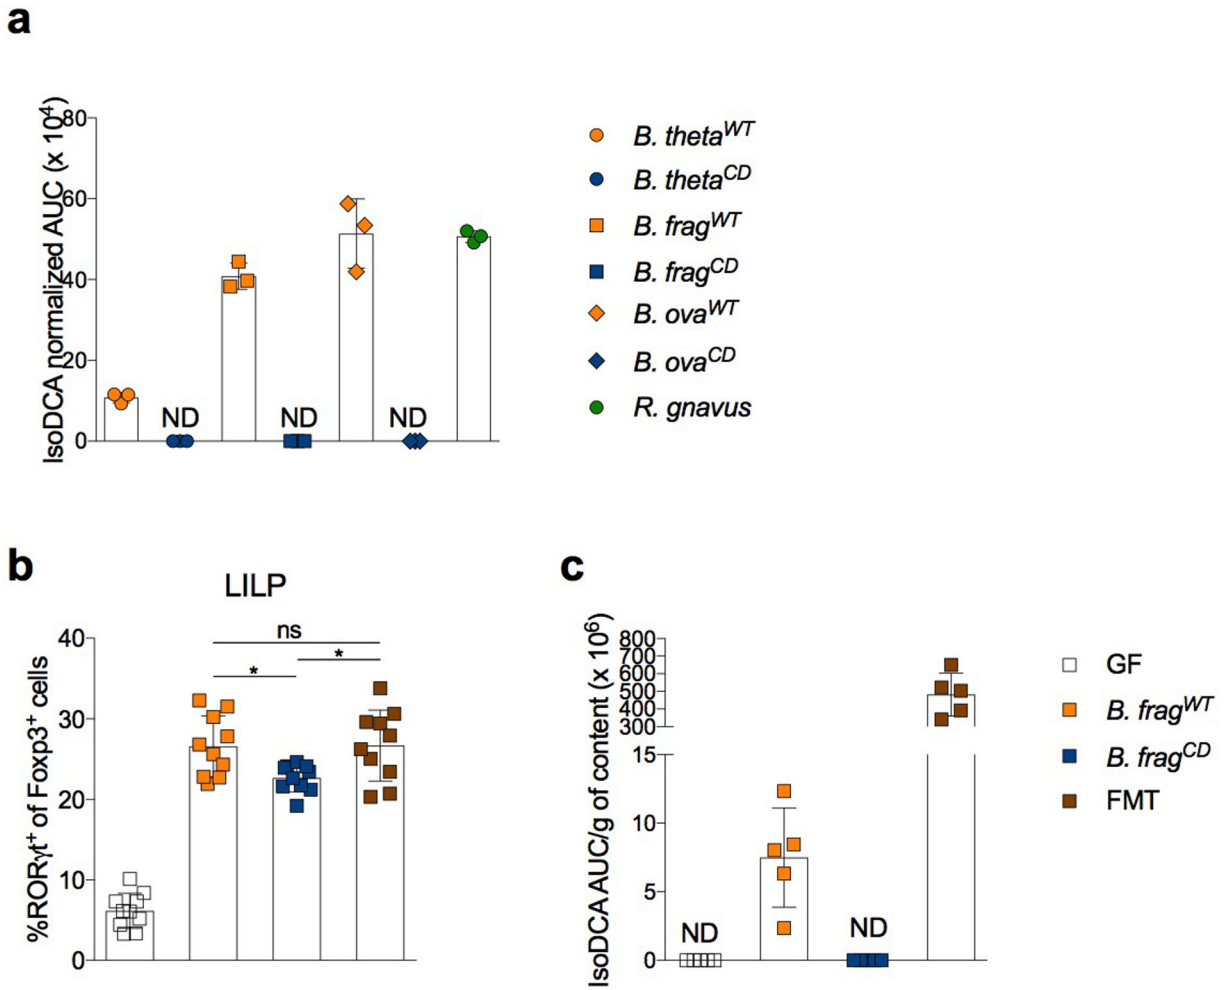 a
IsoDCA normalized AUC (x 10⁴)
80
60
40
20
0
ND
ND
ND
B. theta^WT
B. theta^CD
B. frag^WT
B. frag^CD
B. ova^WT
B. ova^CD
R. gnavus
b
LILP
%RORγt⁺ of Foxp3⁺ cells
40
30
20
10
0
ns
*
*
c
IsoDCA AUC/g of content (x 10⁶)
800
700
600
500
400
300
15
10
5
0
ND
ND
GF
B. frag^WT
B. frag^CD
FMT